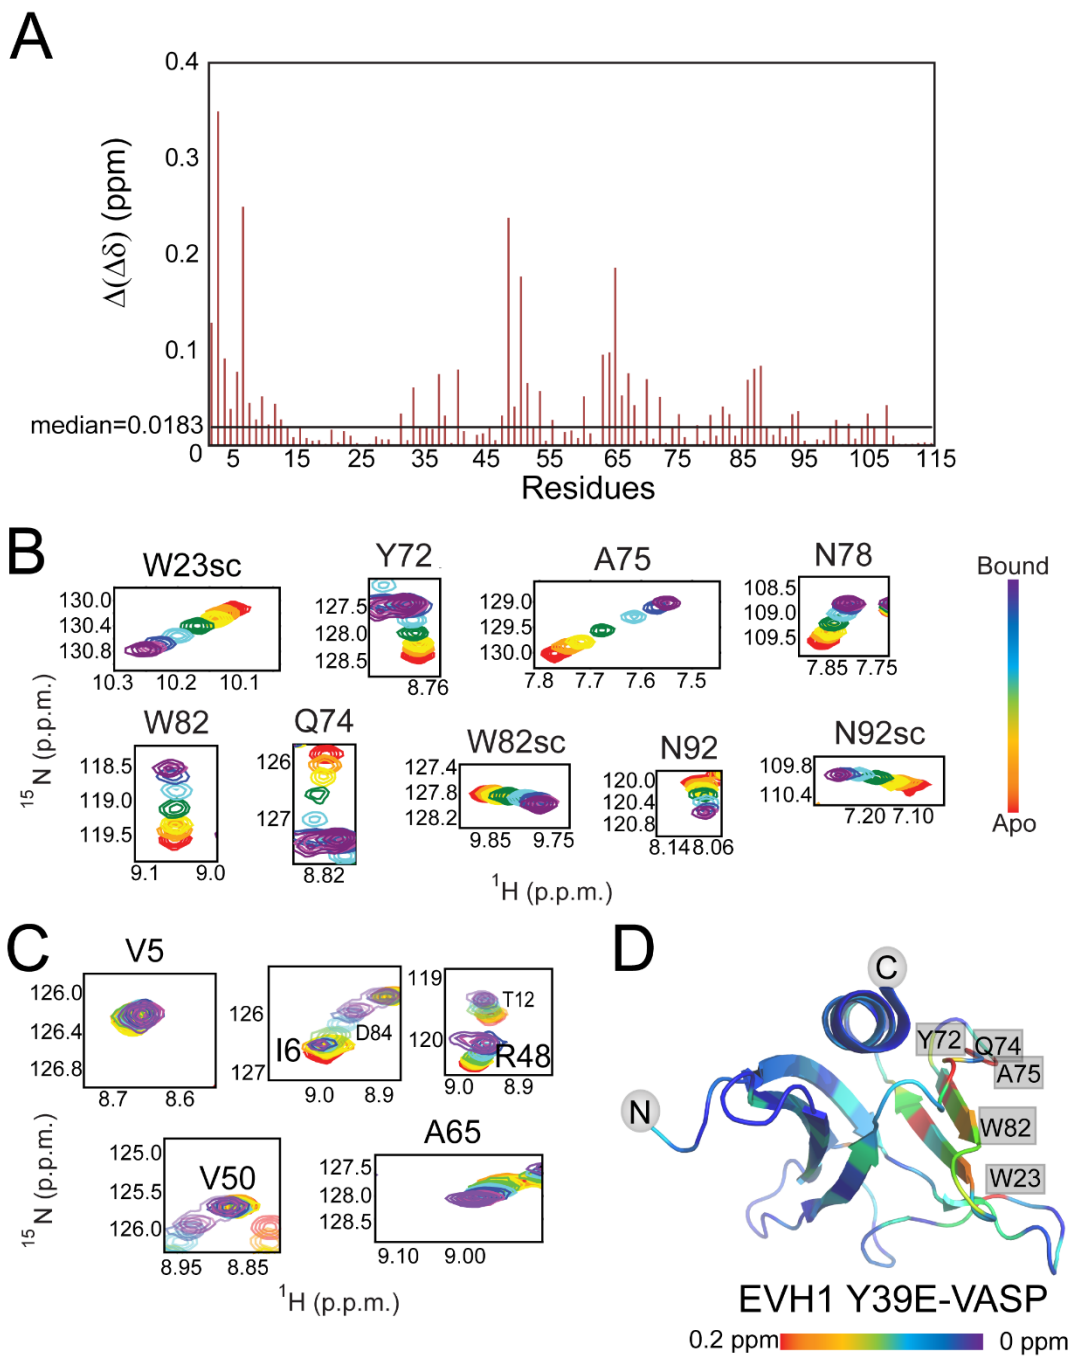 A
Δ(Δδ) (ppm)
0.4
0.3
0.2
0.1
median=0.0183
0 5 15 25 35 45 55 65 75 85 95 105 115
Residues
B
W23sc
130.0
130.4
130.8
10.3 10.2 10.1
Y72
127.5
128.0
128.5
8.76
A75
129.0
129.5
130.0
7.8 7.7 7.6 7.5
N78
108.5
109.0
109.5
7.85 7.75
Bound
Apo
W82
118.5
119.0
119.5
9.1 9.0
Q74
126
127
8.82
W82sc
127.4
127.8
128.2
9.85 9.75
N92
120.0
120.4
120.8
8.148.06
N92sc
109.8
110.4
7.20 7.10
15N (p.p.m.)
1H (p.p.m.)
C
V5
126.0
126.4
126.8
8.7 8.6
126
127
I6
D84
9.0 8.9
119
120
T12
R48
9.0 8.9
V50
125.0
125.5
126.0
8.95 8.85
A65
127.5
128.0
128.5
9.10 9.00
15N (p.p.m.)
1H (p.p.m.)
D
C
N
Y72
Q74
A75
W82
W23
EVH1 Y39E-VASP
0.2 ppm 0 ppm